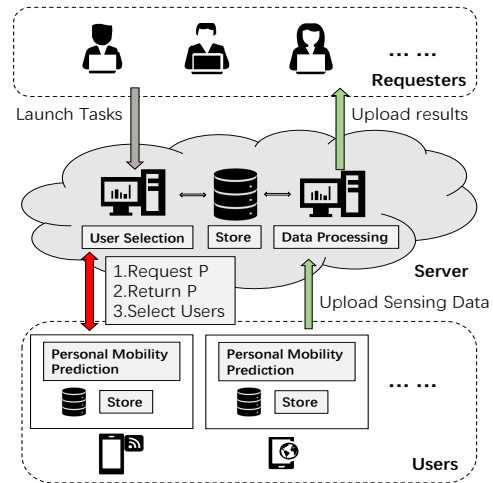 ... ...
Requesters
Launch Tasks
Upload results
User Selection
Store
Data Processing
Server
1.Request P
2.Return P
3.Select Users
Upload Sensing Data
Personal Mobility
Prediction
Store
Personal Mobility
Prediction
Store
... ...
Users